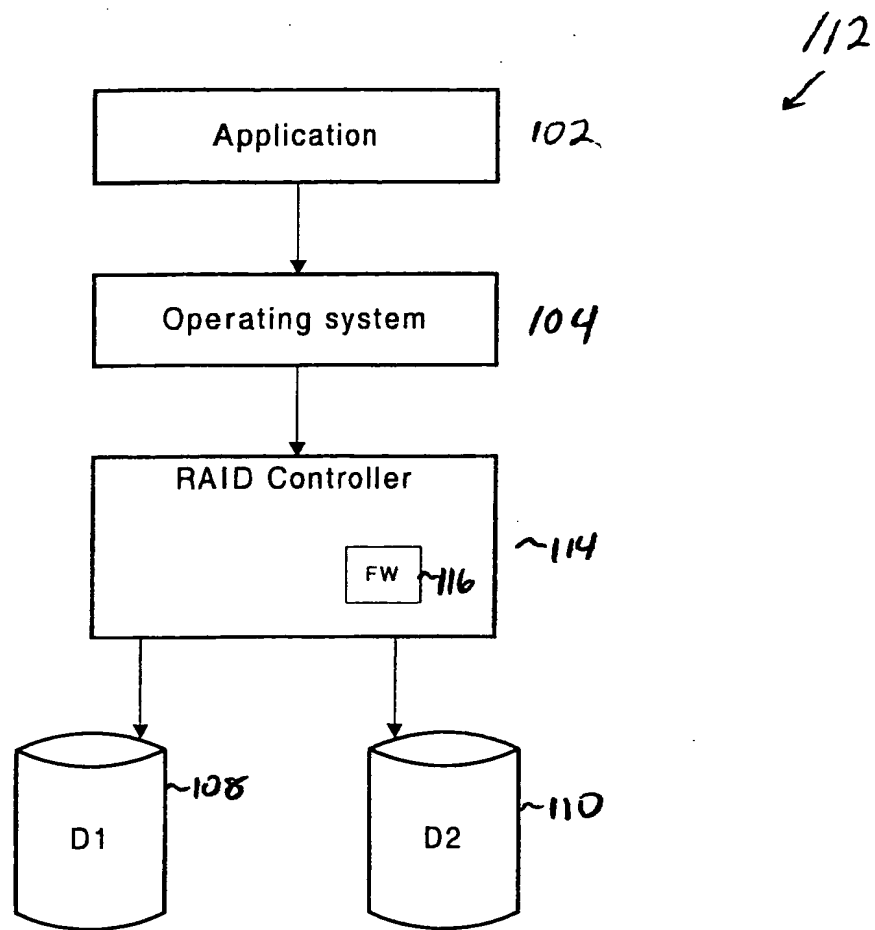 112
Application 102
Operating system 104
RAID Controller
~114
FW ~116
~108
~110
D1
D2